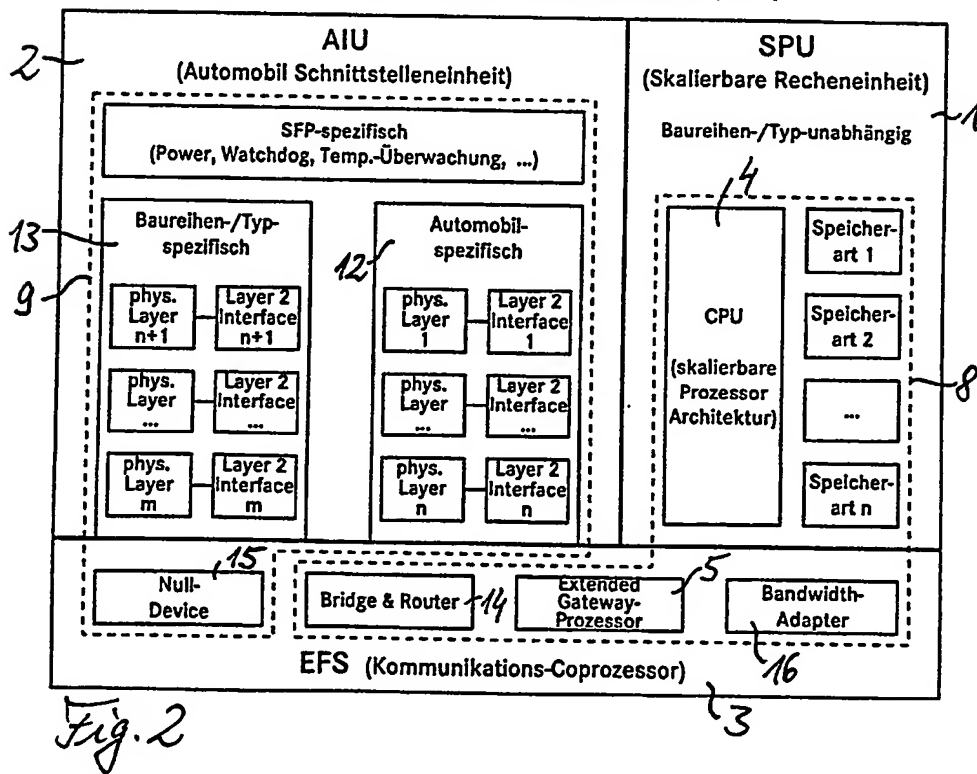 AIU
(Automobil Schnittstelleneinheit)
2
SFP-spezifisch
(Power, Watchdog, Temp.-Überwachung, ...)
13
Baureihen-/Typ-
spezifisch
9
phys.
Layer
n+1
Layer 2
Interface
n+1
phys.
Layer
...
Layer 2
Interface
...
phys.
Layer
m
Layer 2
Interface
m
12
Automobil-
spezifisch
phys.
Layer
1
Layer 2
Interface
1
phys.
Layer
...
Layer 2
Interface
...
phys.
Layer
n
Layer 2
Interface
n
SPU
(Skalierbare Recheneinheit)
1
Baureihen-/Typ-unabhängig
4
CPU
(skalierbare
Prozessor
Architektur)
Speicher-
art 1
Speicher-
art 2
...
Speicher-
art n
8
15
Null-
Device
Bridge & Router
14
Extended
Gateway-
Prozessor
5
Bandwidth-
Adapter
16
EFS (Kommunikations-Coprozessor)
3
Fig. 2